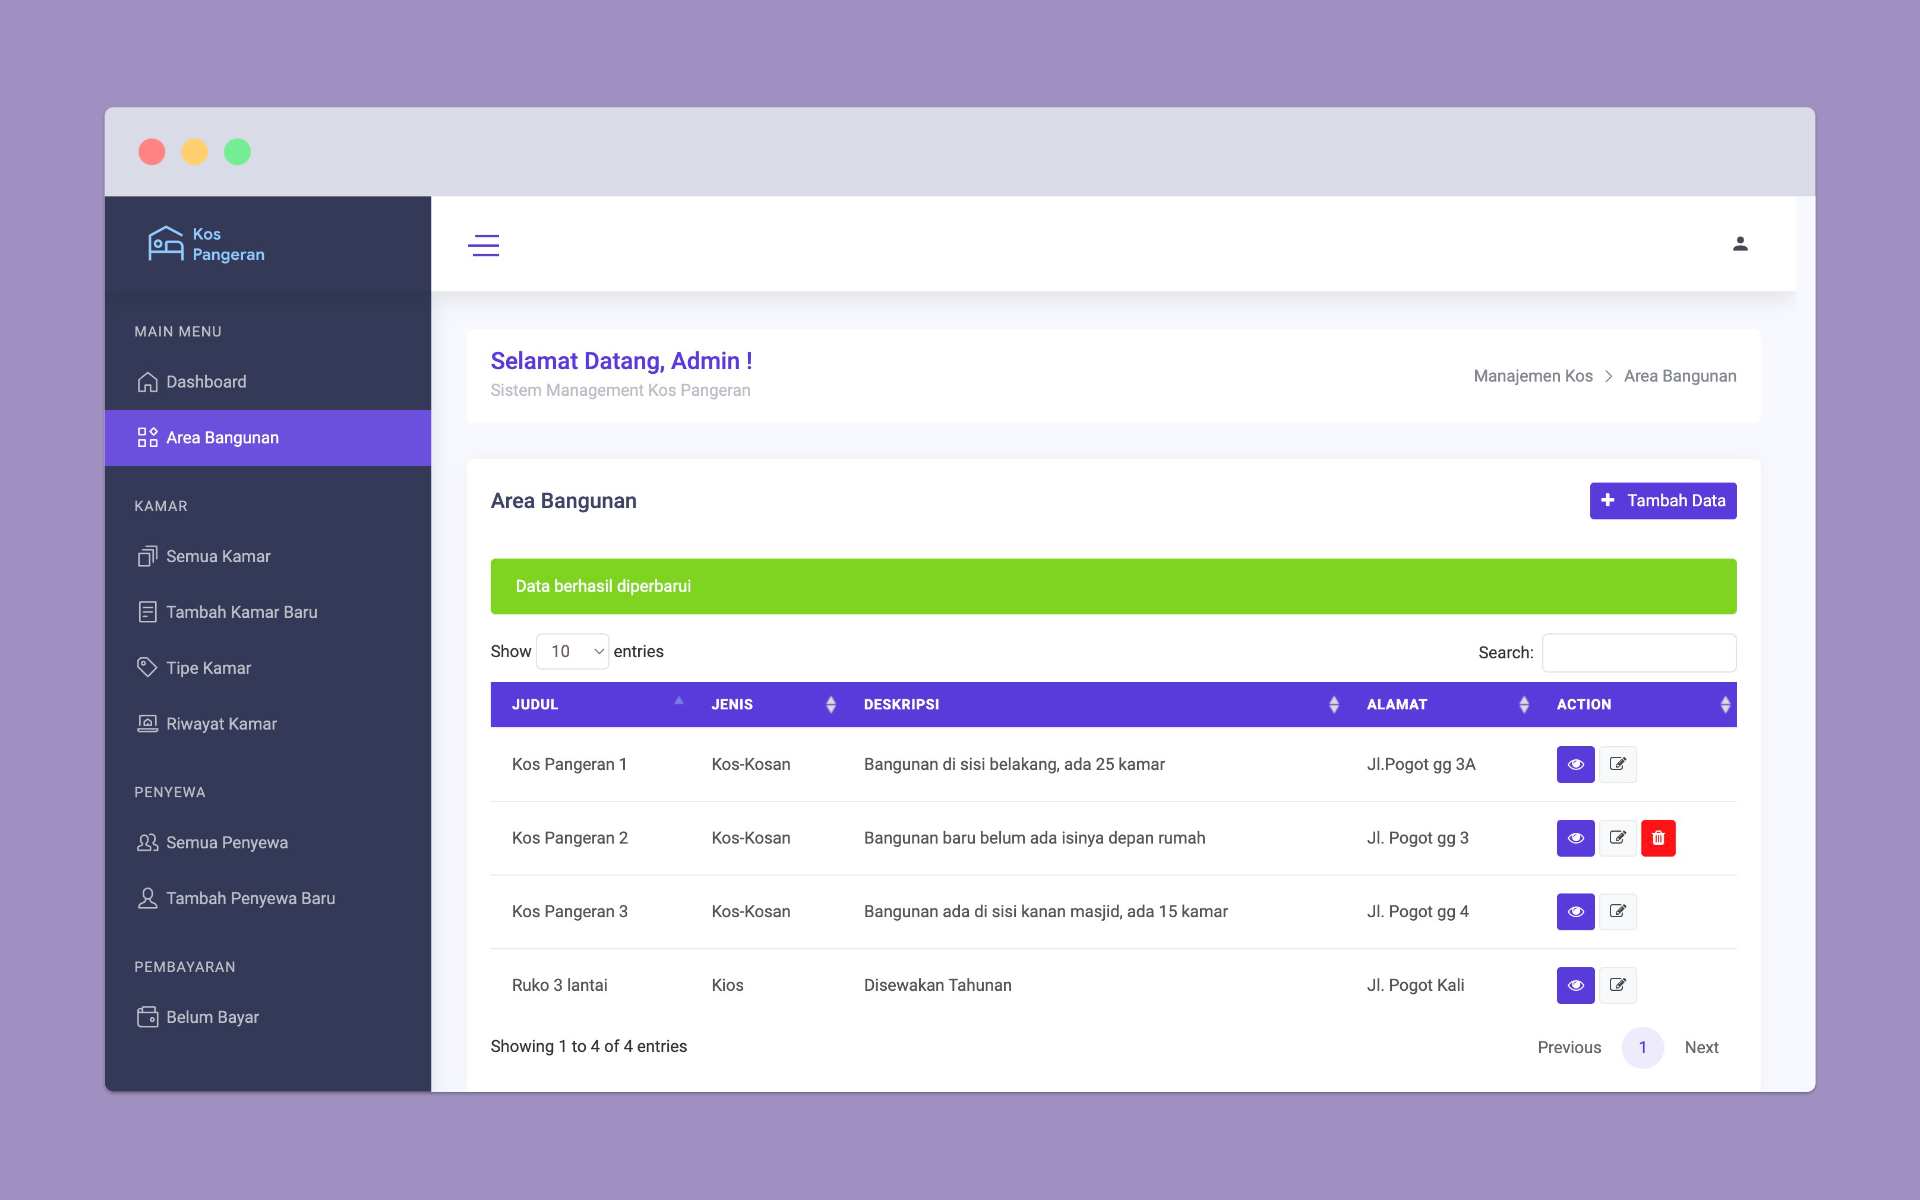 Kos
Pangeran
MAIN MENU
Dashboard
Area Bangunan
KAMAR
Semua Kamar
Tambah Kamar Baru
Tipe Kamar
Riwayat Kamar
PENYEWA
Semua Penyewa
Tambah Penyewa Baru
PEMBAYARAN
Belum Bayar
Selamat Datang, Admin !
Sistem Management Kos Pangeran
Manajemen Kos > Area Bangunan
Area Bangunan
+ Tambah Data
Data berhasil diperbarui
Show 10 entries
Search:
JUDUL JENIS DESKRIPSI ALAMAT ACTION
Kos Pangeran 1 Kos-Kosan Bangunan di sisi belakang, ada 25 kamar Jl.Pogot gg 3A
Kos Pangeran 2 Kos-Kosan Bangunan baru belum ada isinya depan rumah Jl. Pogot gg 3
Kos Pangeran 3 Kos-Kosan Bangunan ada di sisi kanan masjid, ada 15 kamar Jl. Pogot gg 4
Ruko 3 lantai Kios Disewakan Tahunan Jl. Pogot Kali
Showing 1 to 4 of 4 entries
Previous 1 Next